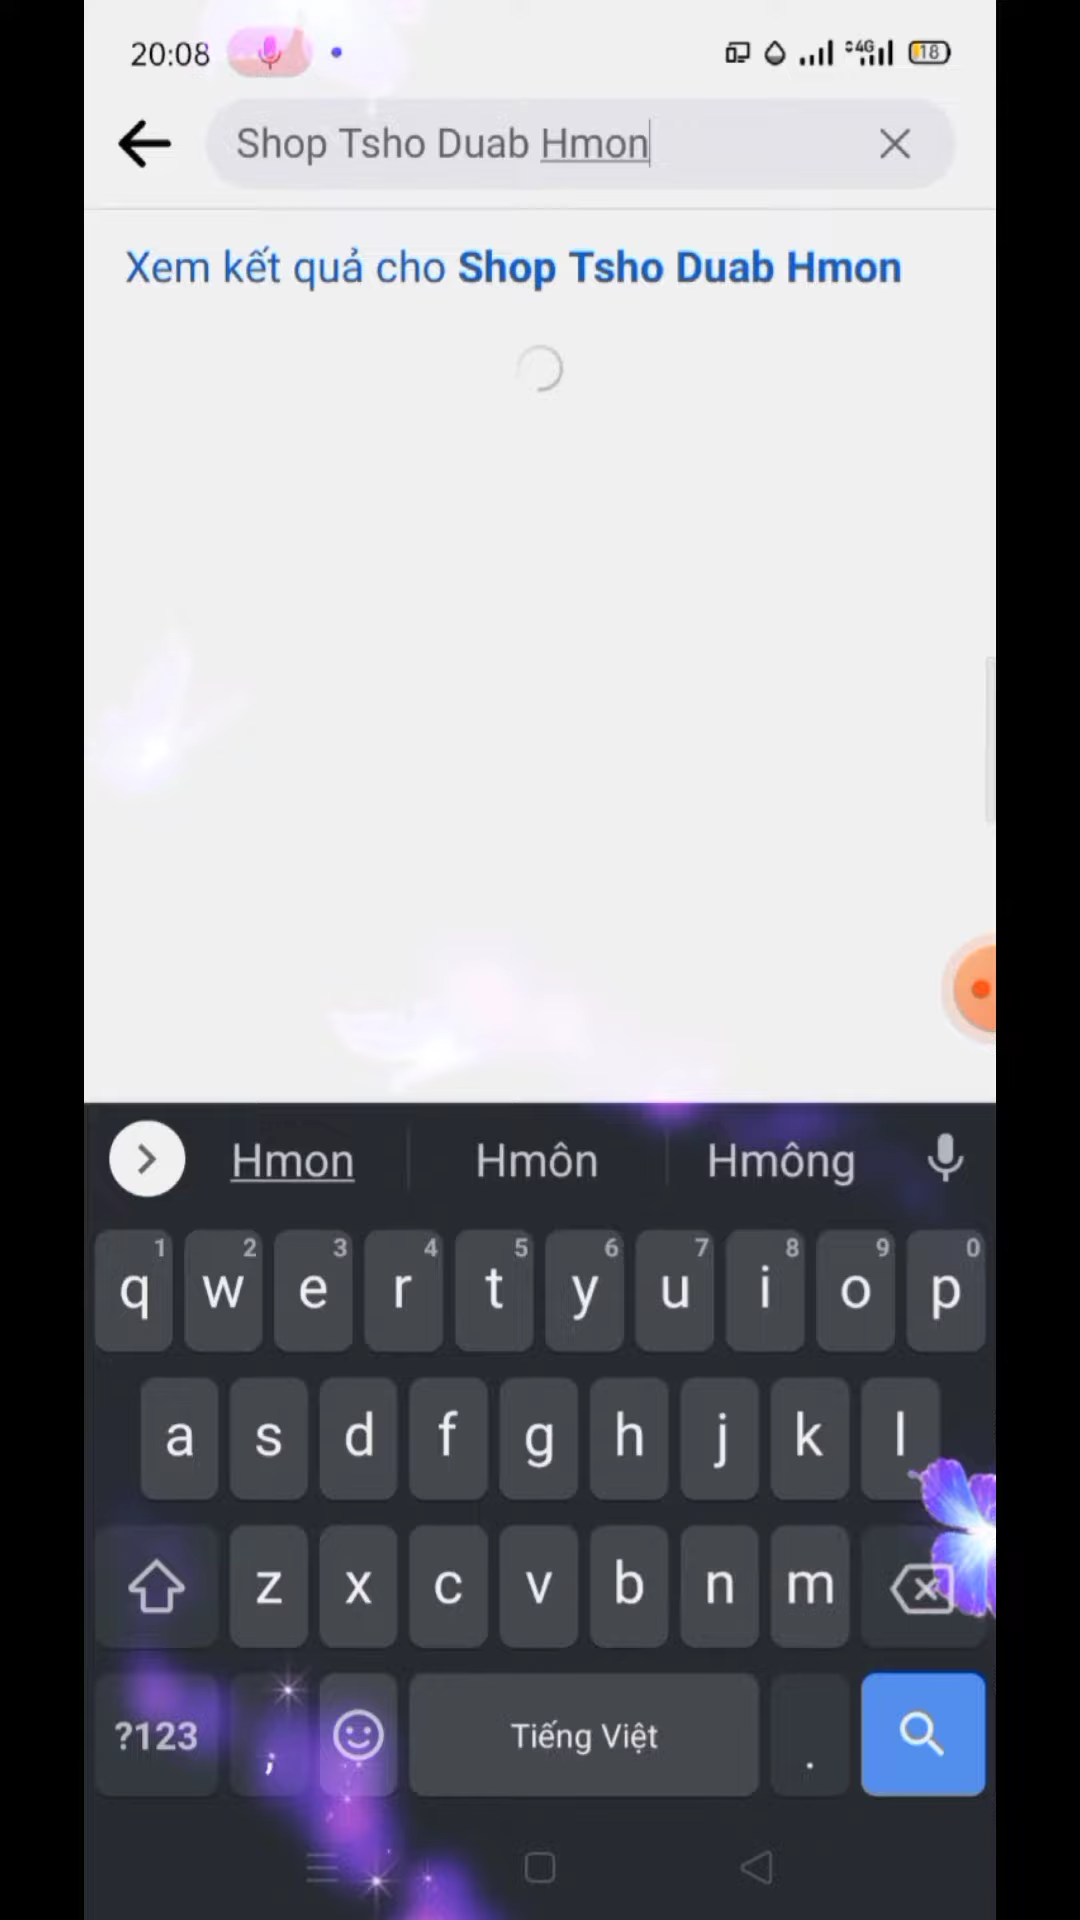 20:08 4G 18
Shop Tsho Duab Hmon
Xem kết quả cho Shop Tsho Duab Hmon
Hmon Hmôn Hmông
1 2 3 4 5 6 7 8 9 0
q w e r t y u i o p
a s d f g h j k l
z x c v b n m
?123 ; Tiếng Việt .